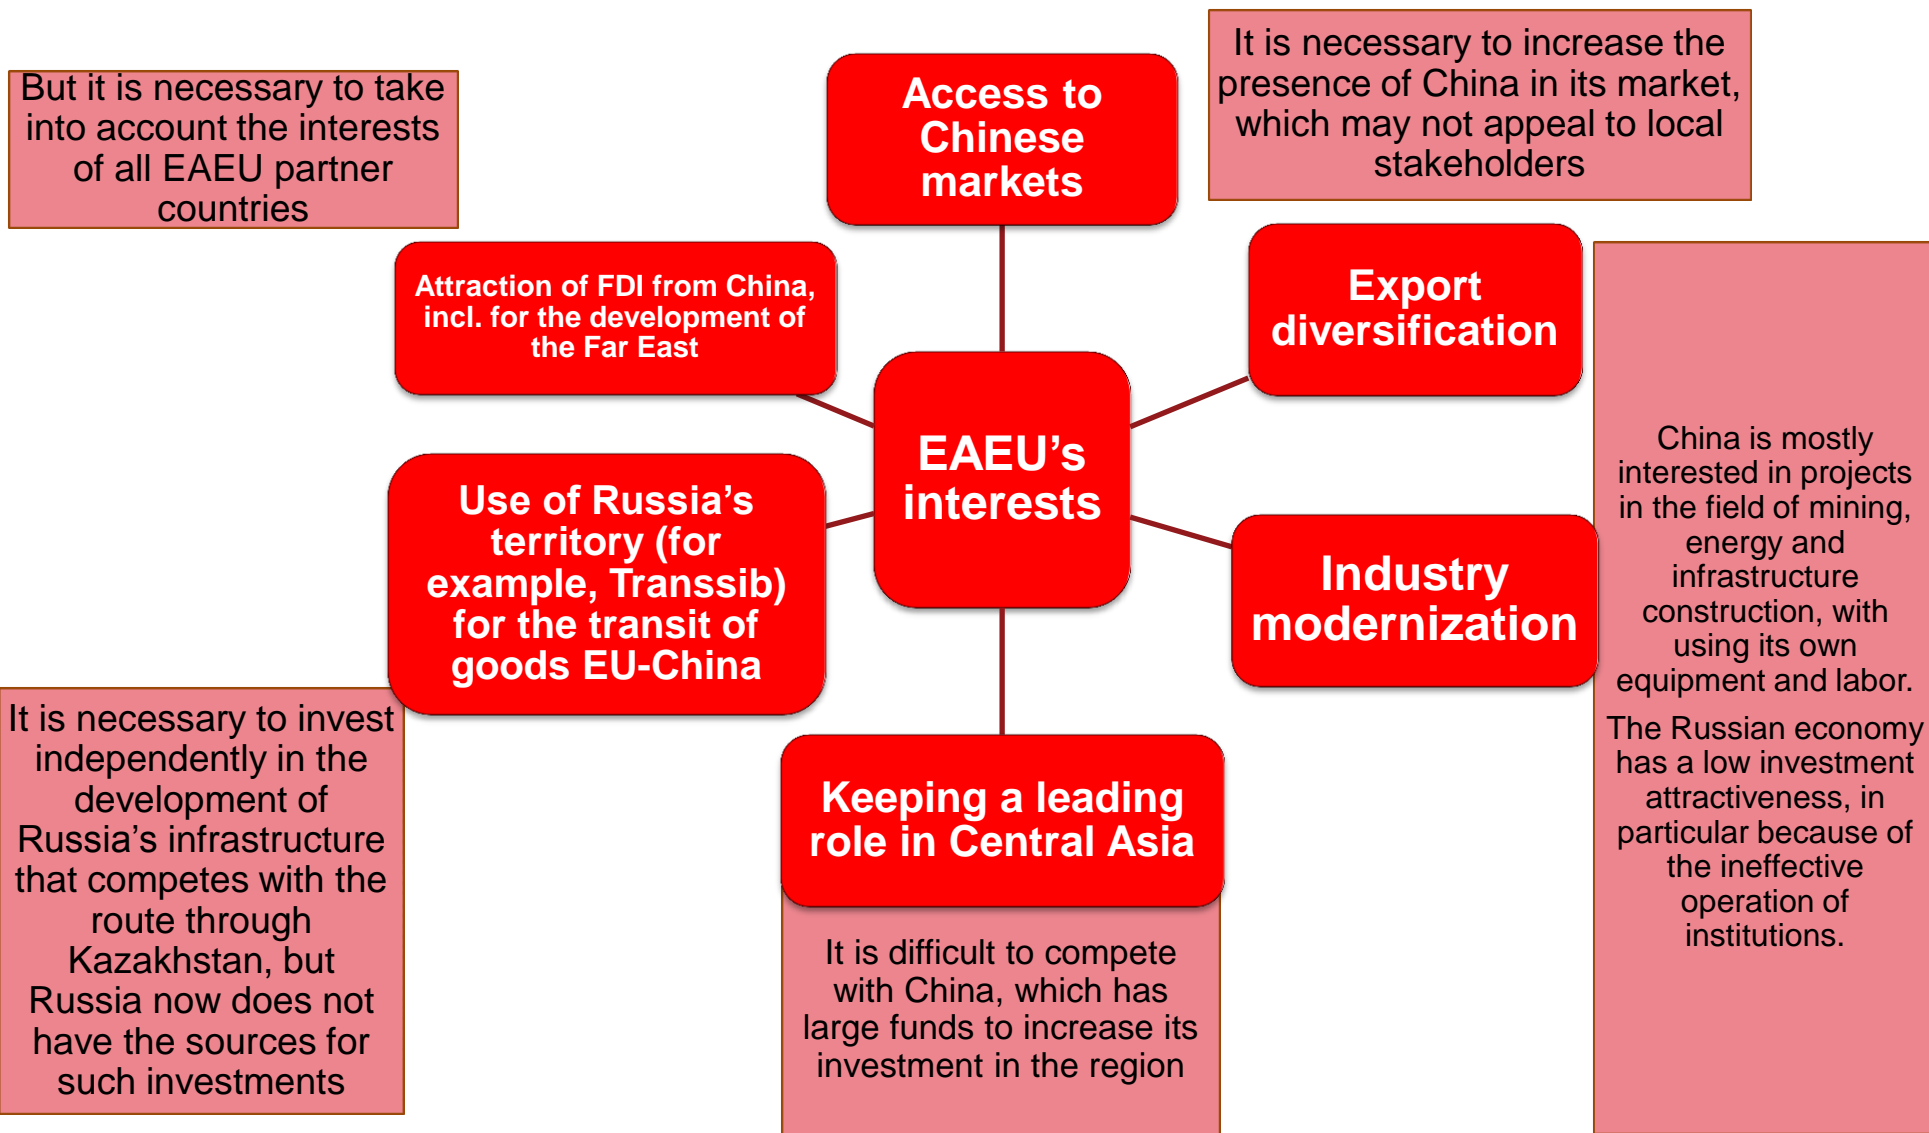 But it is necessary to take
into account the interests
of all EAEU partner
countries
Access to
Chinese
markets
It is necessary to increase the
presence of China in its market,
which may not appeal to local
stakeholders
Attraction of FDI from China,
incl. for the development of
the Far East
Export
diversification
EAEU’s
interests
Use of Russia’s
territory (for
example, Transsib)
for the transit of
goods EU-China
Industry
modernization
China is mostly
interested in projects
in the field of mining,
energy and
infrastructure
construction, with
using its own
equipment and labor.
The Russian economy
has a low investment
attractiveness, in
particular because of
the ineffective
operation of
institutions.
It is necessary to invest
independently in the
development of
Russia’s infrastructure
that competes with the
route through
Kazakhstan, but
Russia now does not
have the sources for
such investments
Keeping a leading
role in Central Asia
It is difficult to compete
with China, which has
large funds to increase its
investment in the region